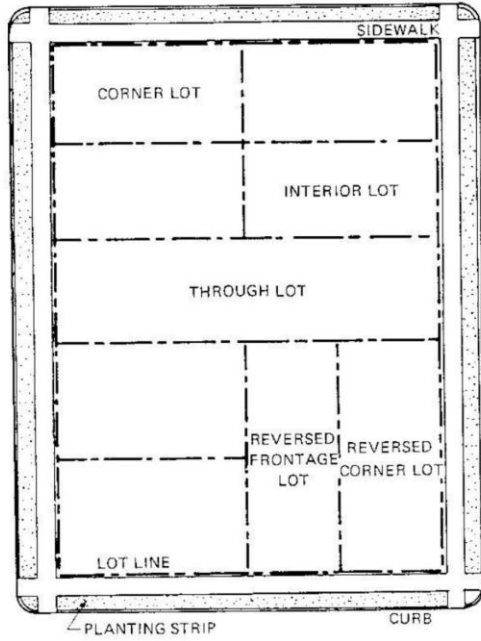 SIDEWALK
CORNER LOT
INTERIOR LOT
THROUGH LOT
REVERSED
FRONTAGE
LOT
REVERSED
CORNER LOT
LOT LINE
PLANTING STRIP
CURB